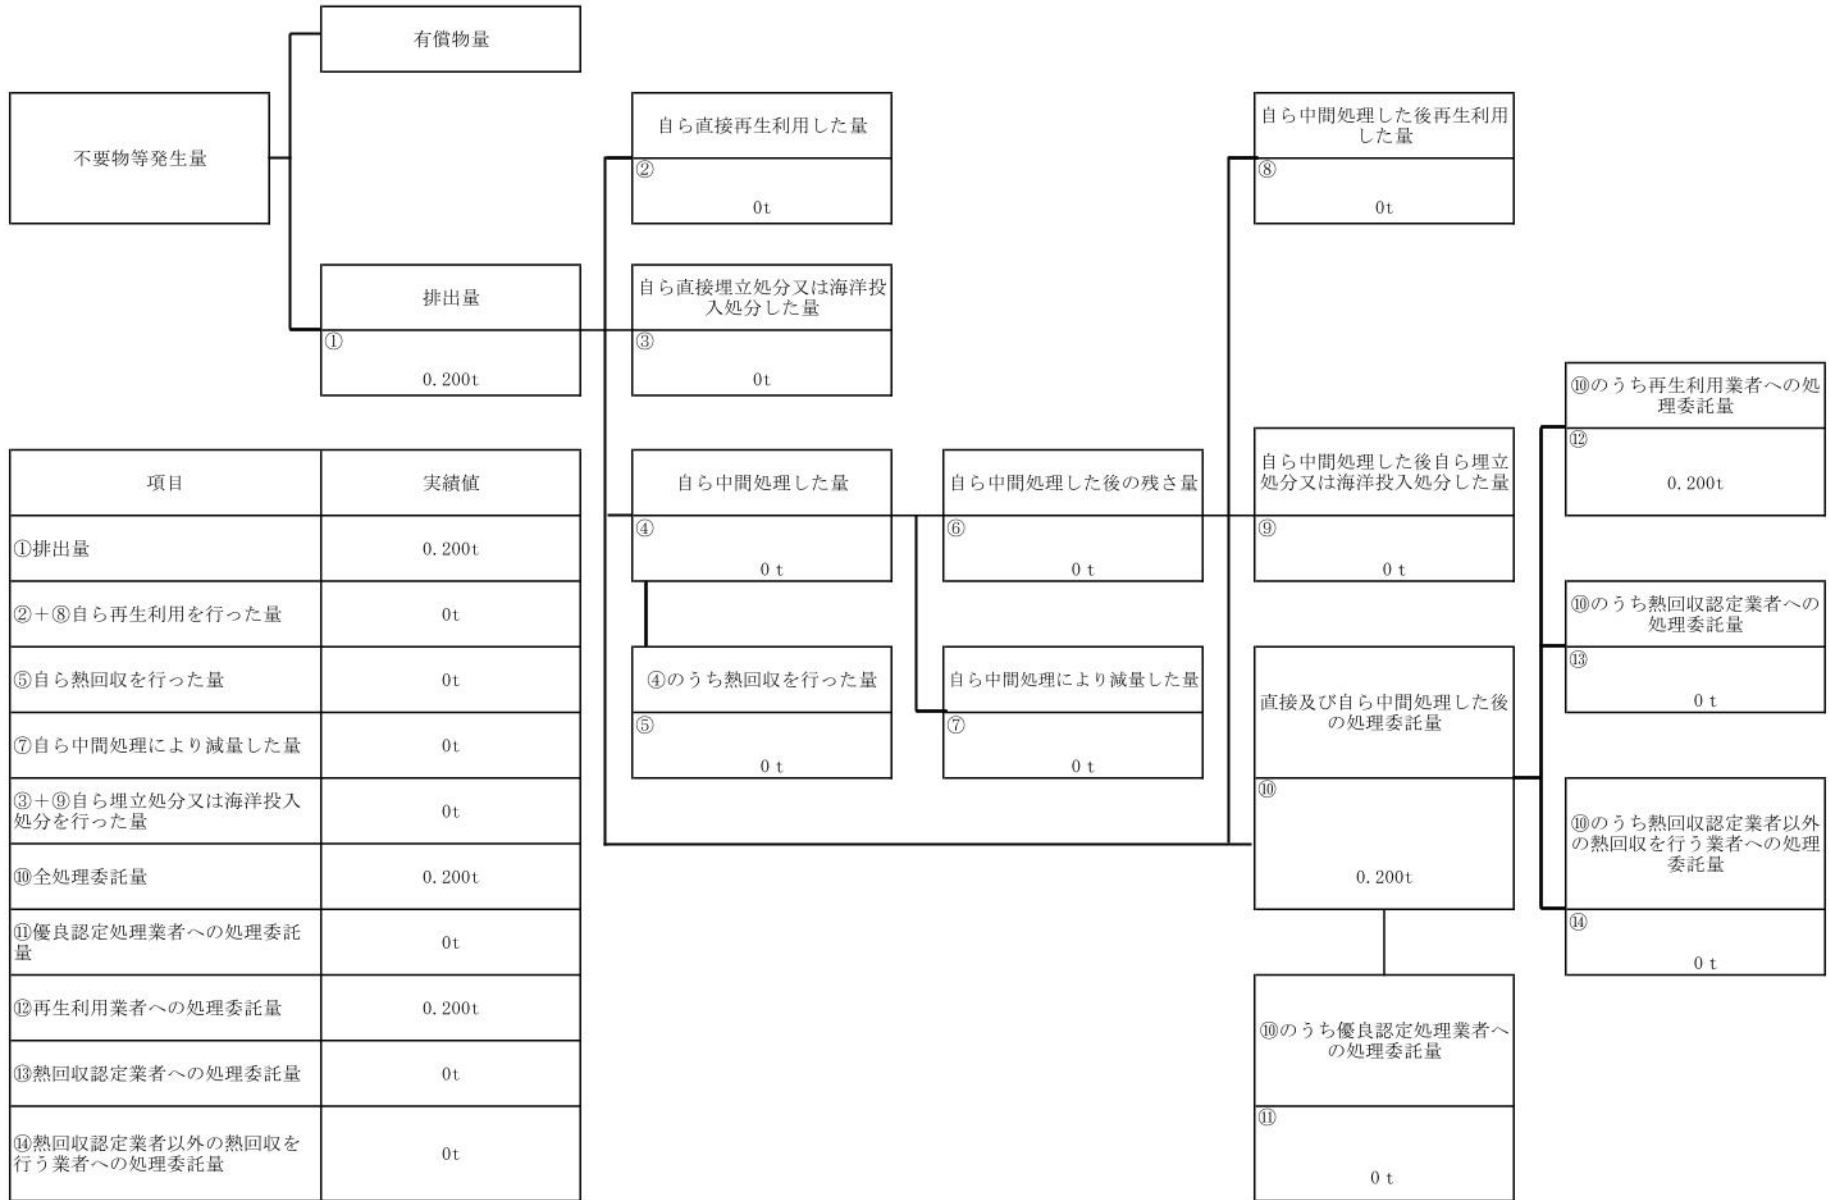 有償物量
不要物等発生量
排出量
①
0.200t
自ら直接再生利用した量
②
0t
自ら直接埋立処分又は海洋投
入処分した量
③
0t
自ら中間処理した量
④
0 t
④のうち熱回収を行った量
⑤
0 t
自ら中間処理した後の残さ量
⑥
0 t
自ら中間処理により減量した量
⑦
0 t
自ら中間処理した後再生利用
した量
⑧
0t
自ら中間処理した後自ら埋立
処分又は海洋投入処分した量
⑨
0 t
直接及び自ら中間処理した後
の処理委託量
⑩
0.200t
⑩のうち優良認定処理業者へ
の処理委託量
⑪
0 t
⑩のうち再生利用業者への処
理委託量
⑫
0.200t
⑩のうち熱回収認定業者への
処理委託量
⑬
0 t
⑩のうち熱回収認定業者以外
の熱回収を行う業者への処理
委託量
⑭
0 t
項目 実績値
①排出量 0.200t
②＋⑧自ら再生利用を行った量 0t
⑤自ら熱回収を行った量 0t
⑦自ら中間処理により減量した量 0t
③＋⑨自ら埋立処分又は海洋投入
処分を行った量 0t
⑩全処理委託量 0.200t
⑪優良認定処理業者への処理委託
量 0t
⑫再生利用業者への処理委託量 0.200t
⑬熱回収認定業者への処理委託量 0t
⑭熱回収認定業者以外の熱回収を
行う業者への処理委託量 0t